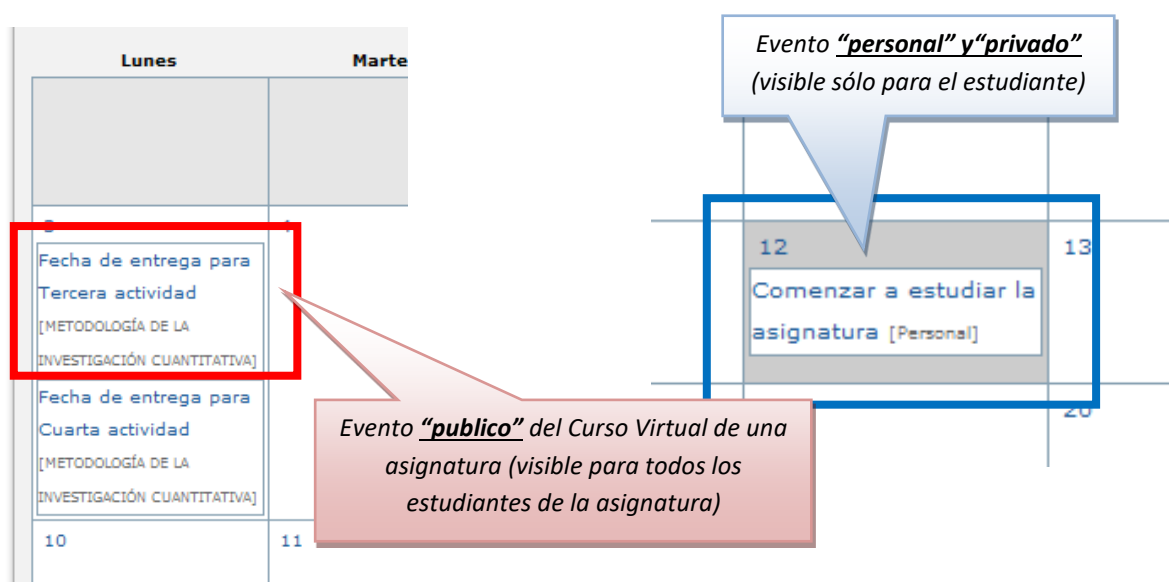 Lunes
Marte
3
4
Fecha de entrega para
Tercera actividad
[METODOLOGÍA DE LA
INVESTIGACIÓN CUANTITATIVA]
Fecha de entrega para
Cuarta actividad
[METODOLOGÍA DE LA
INVESTIGACIÓN CUANTITATIVA]
10
11
Evento “publico” del Curso Virtual de una
asignatura (visible para todos los
estudiantes de la asignatura)
Evento “personal” y“privado”
(visible sólo para el estudiante)
12
13
Comenzar a estudiar la
asignatura [Personal]
20